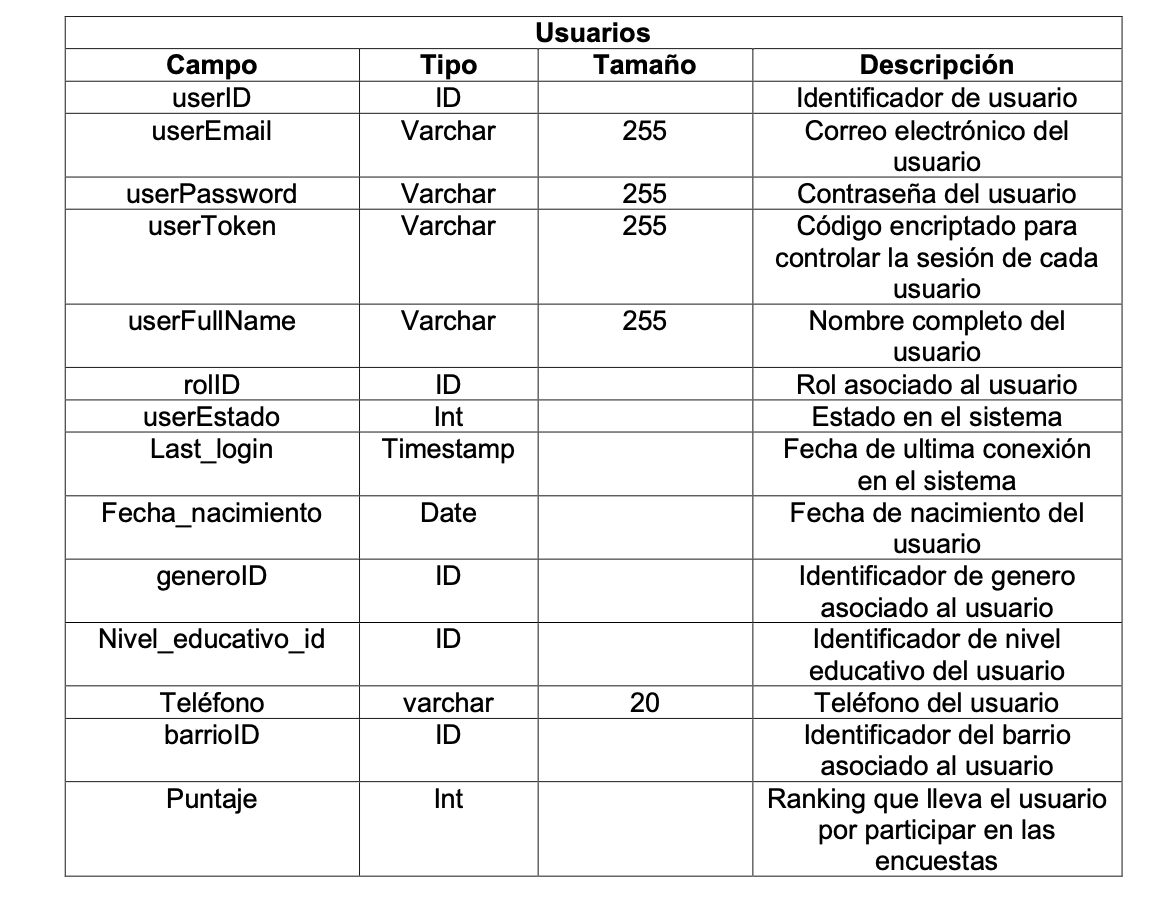 Usuarios
Campo Tipo Tamaño Descripción
userID ID Identificador de usuario
userEmail Varchar 255 Correo electrónico del
usuario
userPassword Varchar 255 Contraseña del usuario
userToken Varchar 255 Código encriptado para
controlar la sesión de cada
usuario
userFullName Varchar 255 Nombre completo del
usuario
rolID ID Rol asociado al usuario
userEstado Int Estado en el sistema
Last_login Timestamp Fecha de ultima conexión
en el sistema
Fecha_nacimiento Date Fecha de nacimiento del
usuario
generoID ID Identificador de genero
asociado al usuario
Nivel_educativo_id ID Identificador de nivel
educativo del usuario
Teléfono varchar 20 Teléfono del usuario
barrioID ID Identificador del barrio
asociado al usuario
Puntaje Int Ranking que lleva el usuario
por participar en las
encuestas